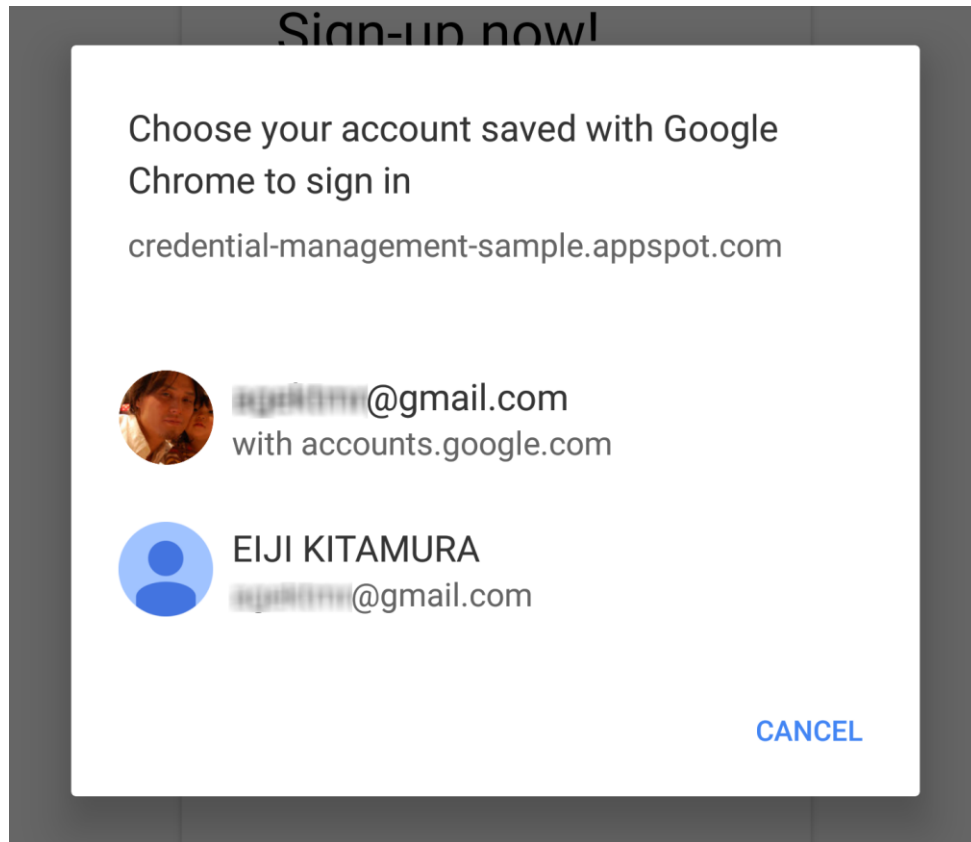 Sign-up now!
Choose your account saved with Google
Chrome to sign in
credential-management-sample.appspot.com
@gmail.com
with accounts.google.com
EIJI KITAMURA
@gmail.com
CANCEL